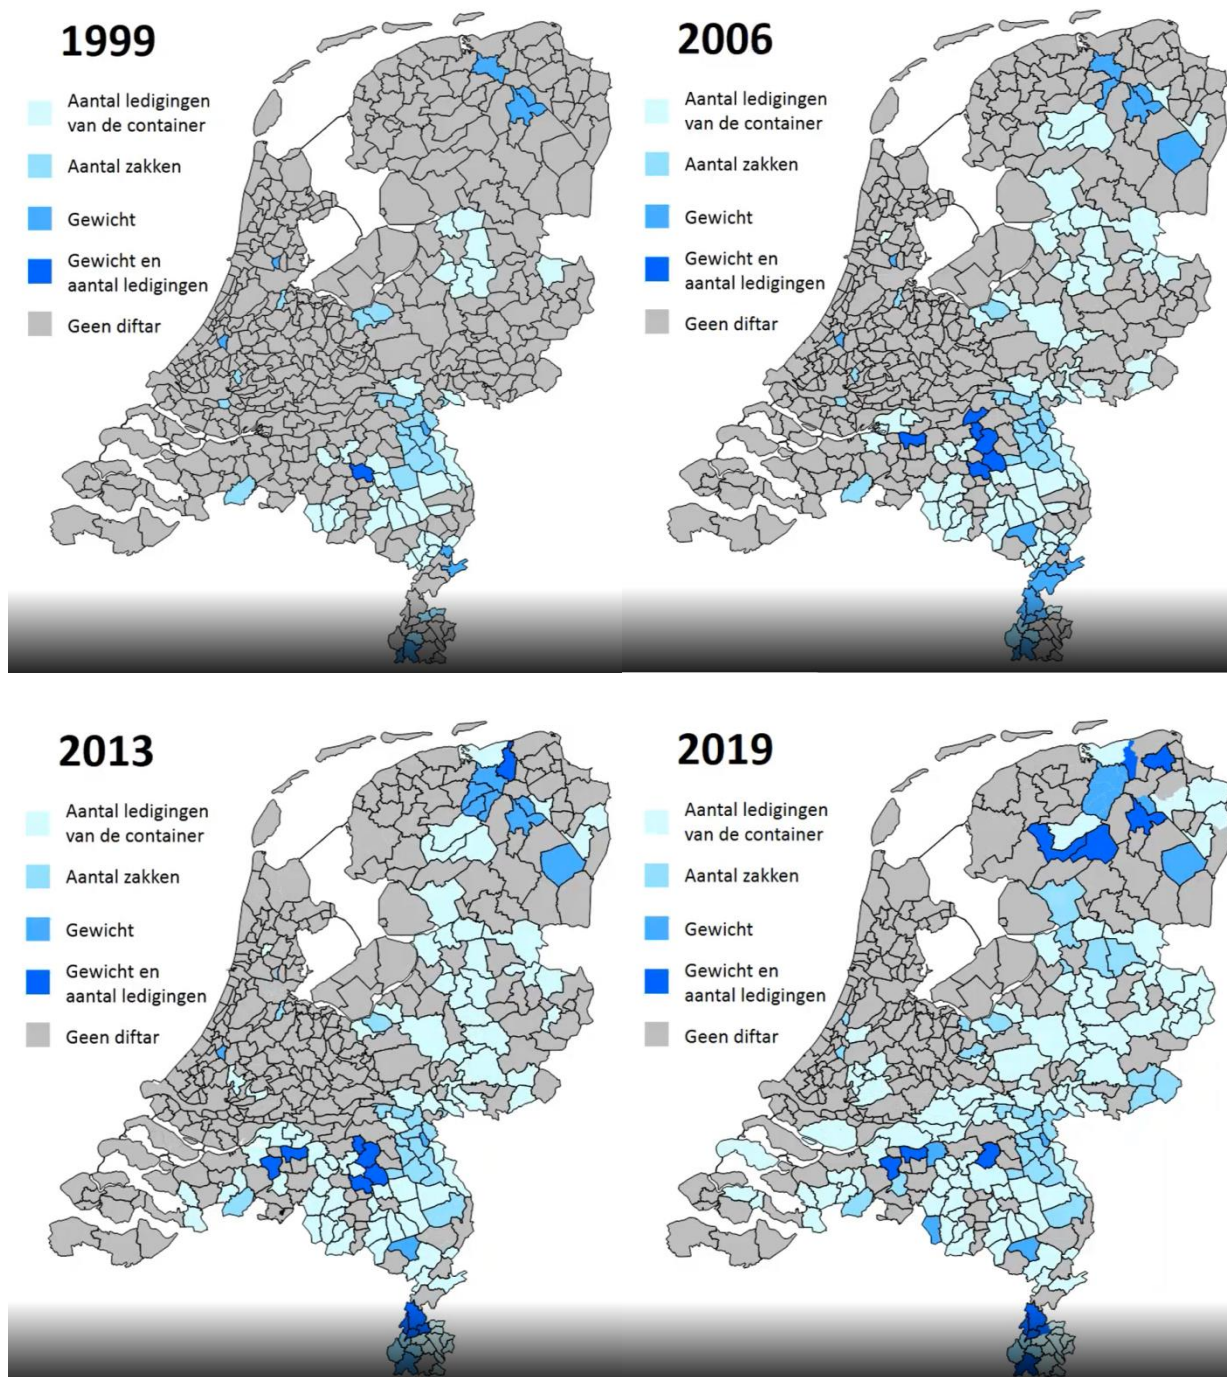 1999
Aantal ledigingen
van de container
Aantal zakken
Gewicht
Gewicht en
aantal ledigingen
Geen diftar
2006
Aantal ledigingen
van de container
Aantal zakken
Gewicht
Gewicht en
aantal ledigingen
Geen diftar
2013
Aantal ledigingen
van de container
Aantal zakken
Gewicht
Gewicht en
aantal ledigingen
Geen diftar
2019
Aantal ledigingen
van de container
Aantal zakken
Gewicht
Gewicht en
aantal ledigingen
Geen diftar